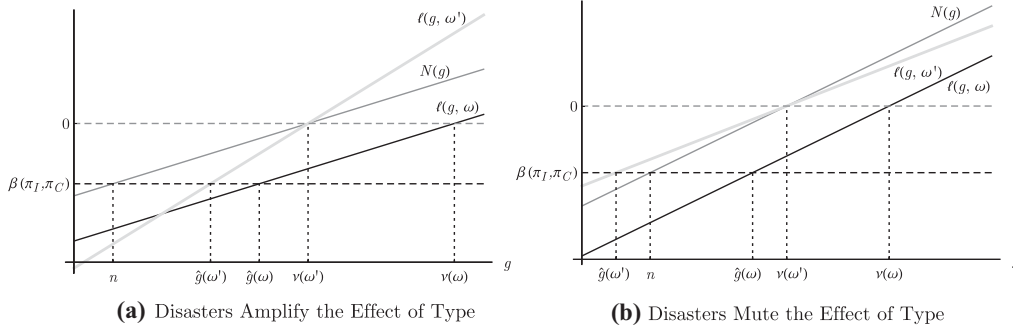 ℓ(g, ω')
N(g)
ℓ(g, ω)
0
β(π_I,π_C)
n
ĝ(ω')
ĝ(ω)
ν(ω')
ν(ω)
g
(a) Disasters Amplify the Effect of Type
N(g)
ℓ(g, ω')
ℓ(g, ω)
0
β(π_I,π_C)
ĝ(ω')
n
ĝ(ω)
ν(ω')
ν(ω)
(b) Disasters Mute the Effect of Type